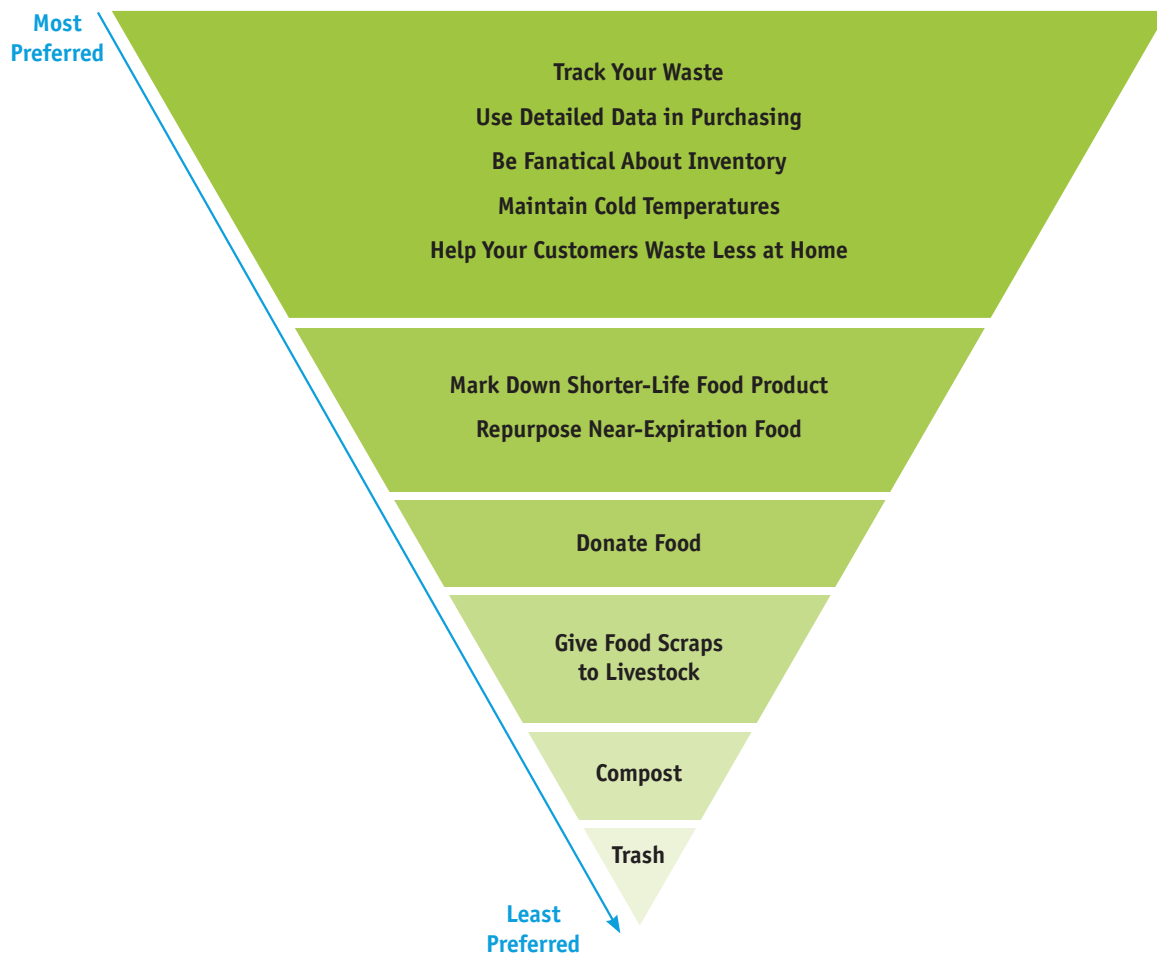 Most
Preferred
Track Your Waste
Use Detailed Data in Purchasing
Be Fanatical About Inventory
Maintain Cold Temperatures
Help Your Customers Waste Less at Home
Mark Down Shorter-Life Food Product
Repurpose Near-Expiration Food
Donate Food
Give Food Scraps
to Livestock
Compost
Trash
Least
Preferred